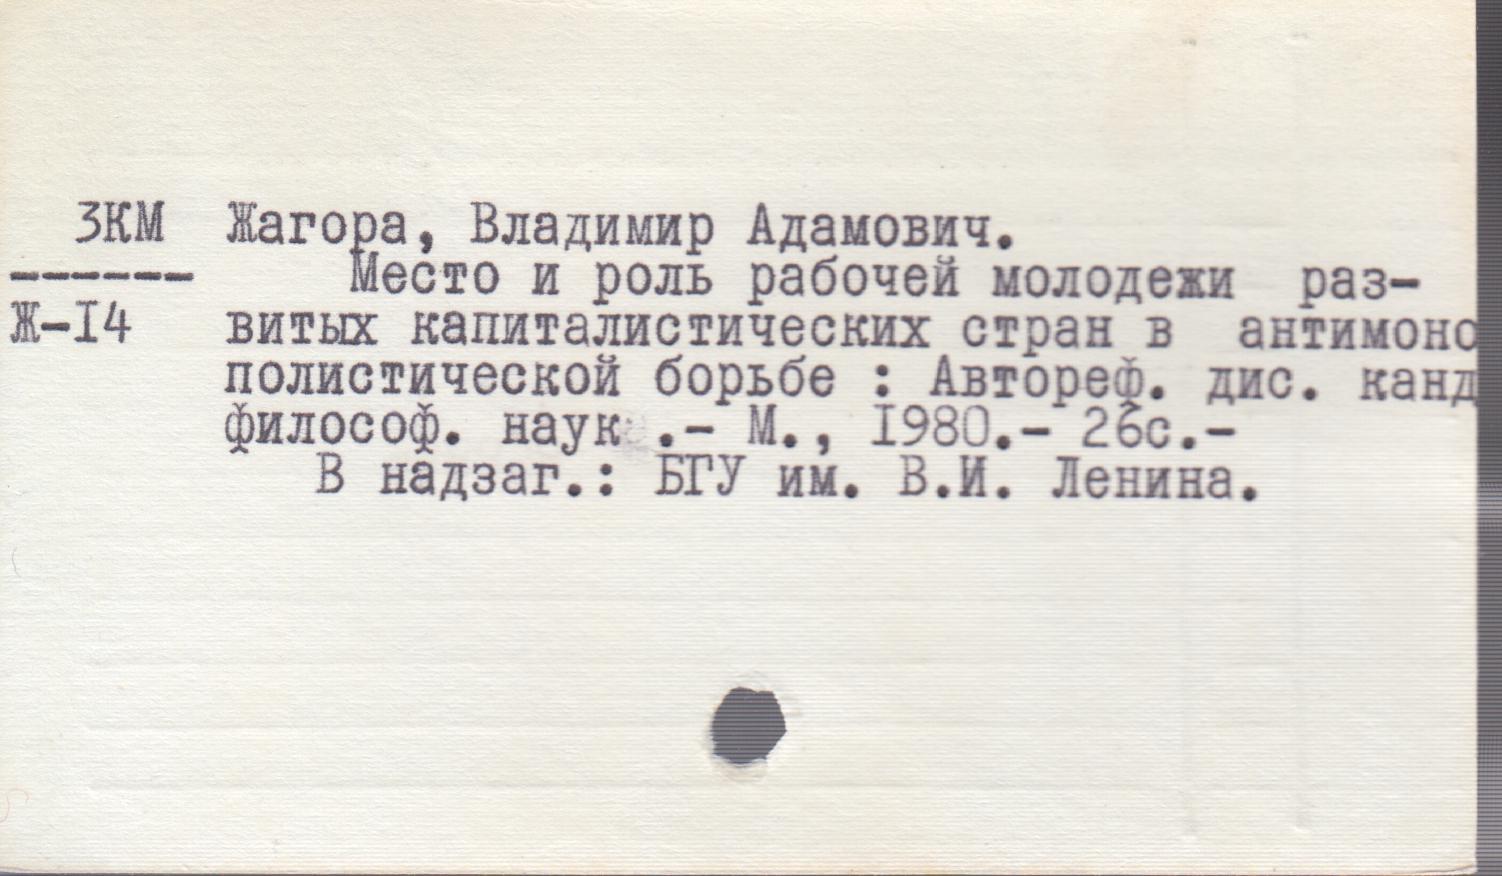 3КМ Жагора, Владимир Адамович.
------ Место и роль рабочей молодежи раз-
Ж-I4 витых капиталистических стран в антимоно
полистической борьбе : Автореф. дис. канд
философ. наук .- М., I980.- 26с.-
В надзаг.: БГУ им. В.И. Ленина.